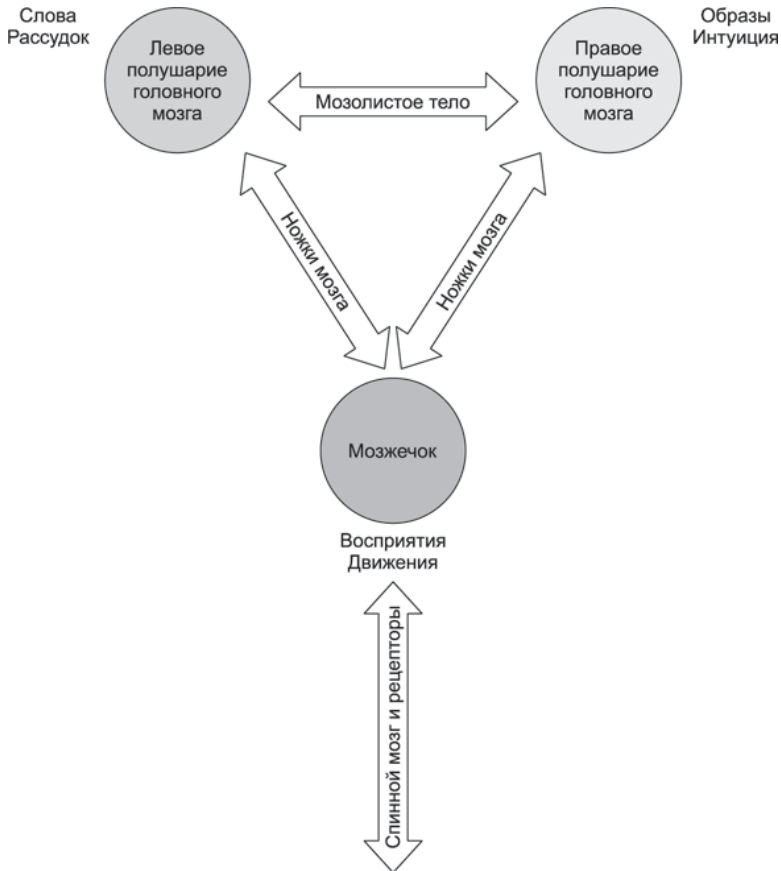 Слова
Рассудок
Левое
полушарие
головного
мозга
Мозолистое тело
Правое
полушарие
головного
мозга
Образы
Интуиция
Ножки мозга
Ножки мозга
Мозжечок
Восприятия
Движения
Спинной мозг и рецепторы